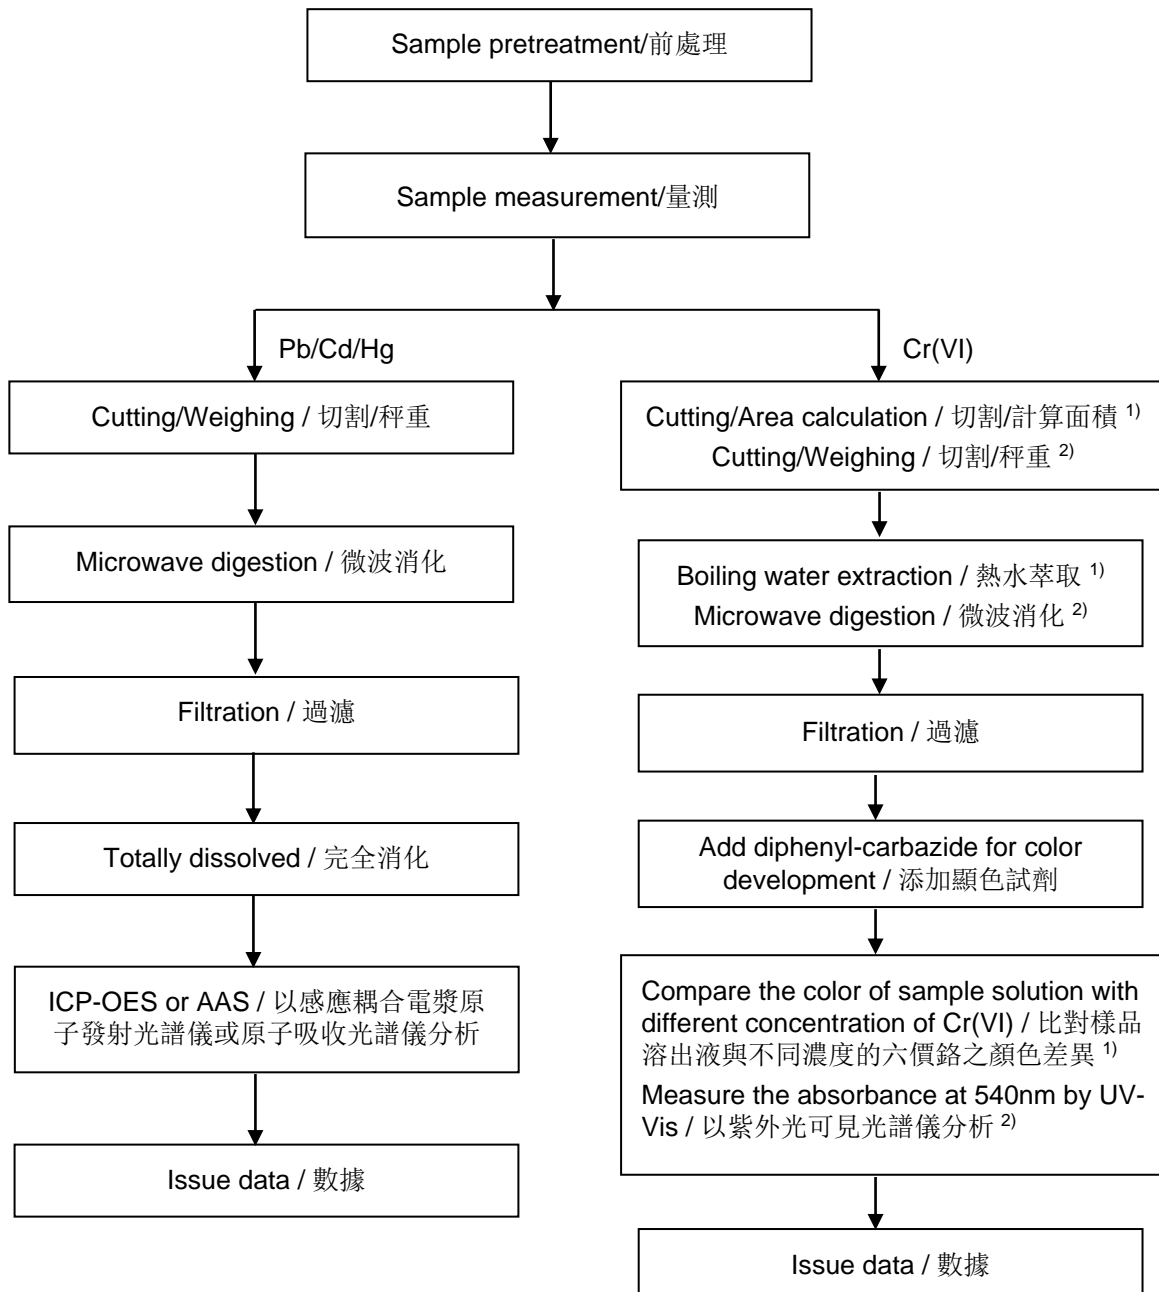 Sample pretreatment/前處理
Sample measurement/量測
Pb/Cd/Hg
Cutting/Weighing / 切割/秤重
Microwave digestion / 微波消化
Filtration / 過濾
Totally dissolved / 完全消化
ICP-OES or AAS / 以感應耦合電漿原
子發射光譜儀或原子吸收光譜儀分析
Issue data / 數據
Cr(VI)
Cutting/Area calculation / 切割/計算面積 1)
Cutting/Weighing / 切割/秤重 2)
Boiling water extraction / 熱水萃取 1)
Microwave digestion / 微波消化 2)
Filtration / 過濾
Add diphenyl-carbazide for color
development / 添加顯色試劑
Compare the color of sample solution with
different concentration of Cr(VI) / 比對樣品
溶出液與不同濃度的六價鉻之顏色差異 1)
Measure the absorbance at 540nm by UV-
Vis / 以紫外光可見光譜儀分析 2)
Issue data / 數據